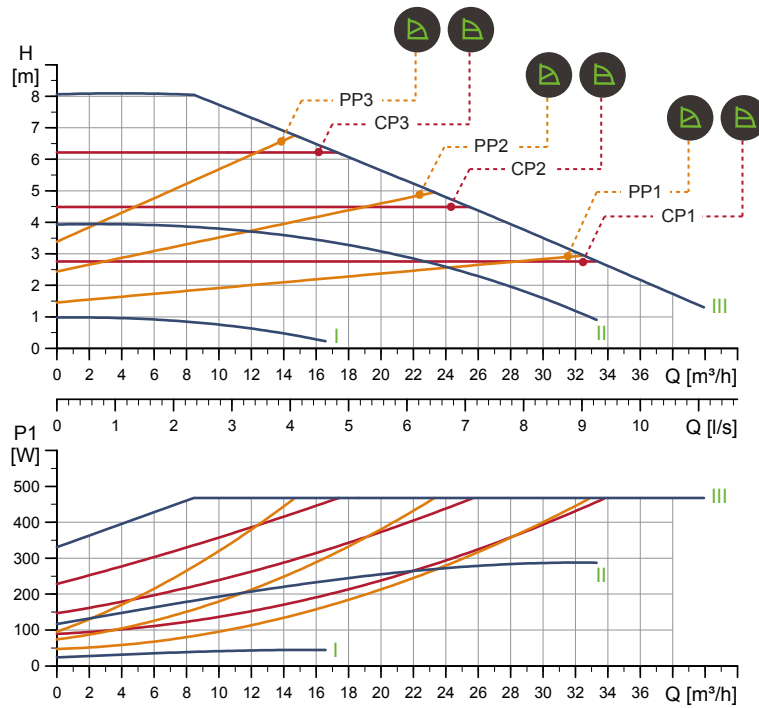 H
[m]
8
7
6
5
4
3
2
1
0
PP3
CP3
PP2
CP2
PP1
CP1
I
II
III
0 2 4 6 8 10 12 14 16 18 20 22 24 26 28 30 32 34 36 Q [m³/h]
0 1 2 3 4 5 6 7 8 9 10 Q [l/s]
P1
[W]
500
400
300
200
100
0
III
II
I
0 2 4 6 8 10 12 14 16 18 20 22 24 26 28 30 32 34 36 Q [m³/h]